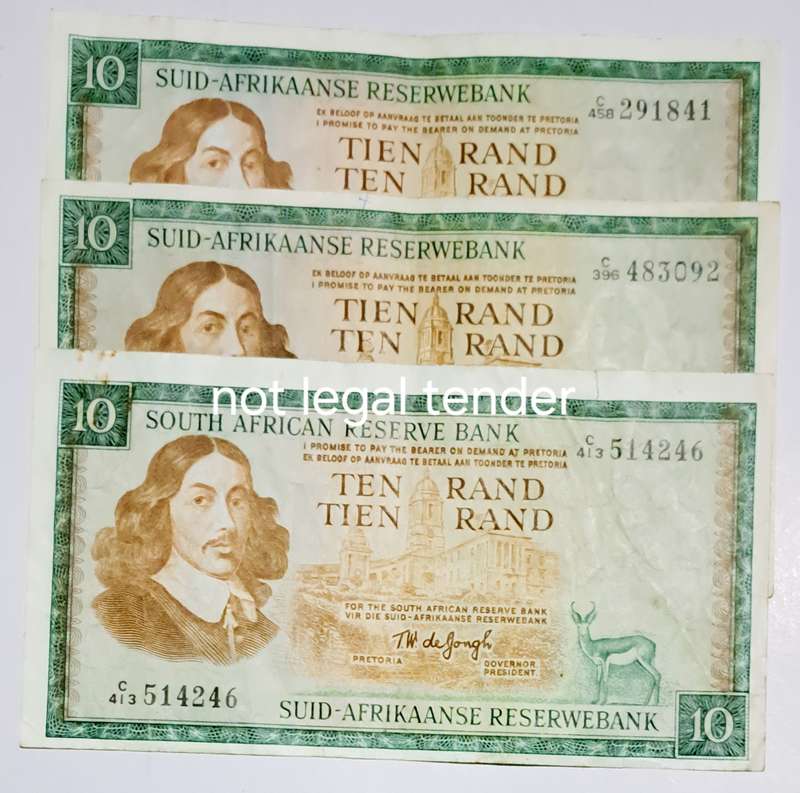 10
SUID-AFRIKAANSE RESERWEBANK
C/458 291841
EK BELOOF OP AANVRAAG TE BETAAL AAN TOONDER TE PRETORIA
I PROMISE TO PAY THE BEARER ON DEMAND AT PRETORIA
TIEN RAND
TEN RAND
10
SUID-AFRIKAANSE RESERWEBANK
C/396 483092
EK BELOOF OP AANVRAAG TE BETAAL AAN TOONDER TE PRETORIA
I PROMISE TO PAY THE BEARER ON DEMAND AT PRETORIA
TIEN RAND
TEN RAND
not legal tender
10
SOUTH AFRICAN RESERVE BANK
C/413 514246
I PROMISE TO PAY THE BEARER ON DEMAND AT PRETORIA
EK BELOOF OP AANVRAAG TE BETAAL AAN TOONDER TE PRETORIA
TEN RAND
TIEN RAND
FOR THE SOUTH AFRICAN RESERVE BANK
VIR DIE SUID-AFRIKAANSE RESERWEBANK
T.W. de Jongh
PRETORIA
GOVERNOR
PRESIDENT
C/413 514246
SUID-AFRIKAANSE RESERWEBANK
10